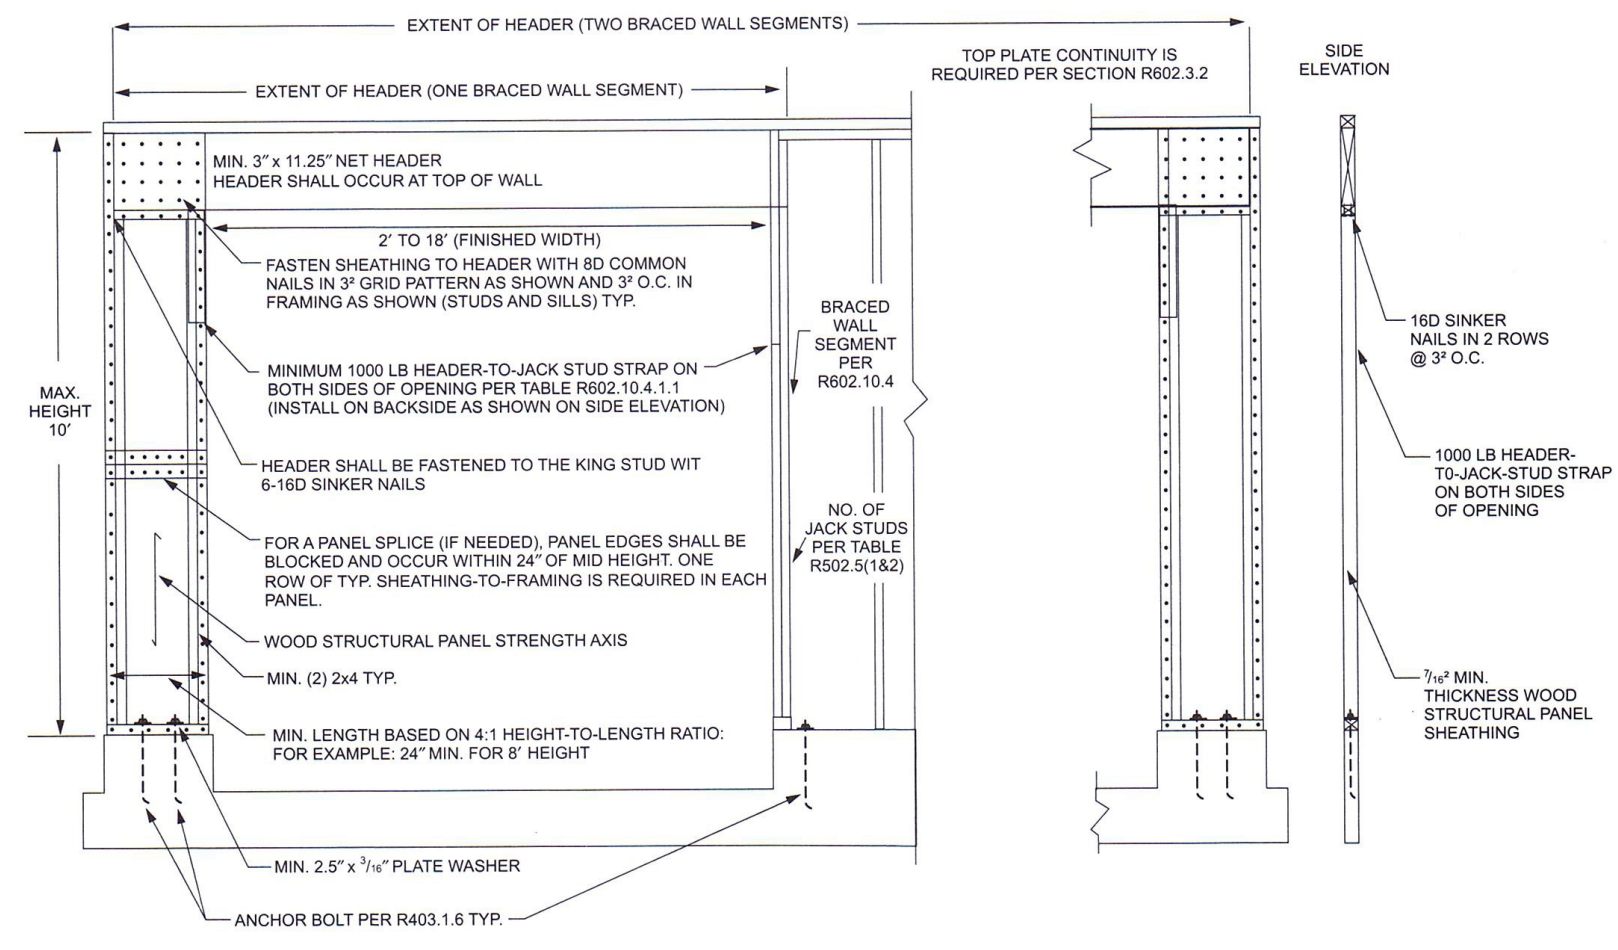 EXTENT OF HEADER (TWO BRACED WALL SEGMENTS)
TOP PLATE CONTINUITY IS
REQUIRED PER SECTION R602.3.2
SIDE
ELEVATION
EXTENT OF HEADER (ONE BRACED WALL SEGMENT)
MIN. 3″ x 11.25″ NET HEADER
HEADER SHALL OCCUR AT TOP OF WALL
2′ TO 18′ (FINISHED WIDTH)
FASTEN SHEATHING TO HEADER WITH 8D COMMON
NAILS IN 3² GRID PATTERN AS SHOWN AND 3² O.C. IN
FRAMING AS SHOWN (STUDS AND SILLS) TYP.
MINIMUM 1000 LB HEADER-TO-JACK STUD STRAP ON
BOTH SIDES OF OPENING PER TABLE R602.10.4.1.1
(INSTALL ON BACKSIDE AS SHOWN ON SIDE ELEVATION)
MAX.
HEIGHT
10′
HEADER SHALL BE FASTENED TO THE KING STUD WIT
6-16D SINKER NAILS
FOR A PANEL SPLICE (IF NEEDED), PANEL EDGES SHALL BE
BLOCKED AND OCCUR WITHIN 24″ OF MID HEIGHT. ONE
ROW OF TYP. SHEATHING-TO-FRAMING IS REQUIRED IN EACH
PANEL.
WOOD STRUCTURAL PANEL STRENGTH AXIS
MIN. (2) 2x4 TYP.
MIN. LENGTH BASED ON 4:1 HEIGHT-TO-LENGTH RATIO:
FOR EXAMPLE: 24″ MIN. FOR 8′ HEIGHT
MIN. 2.5″ x 3/16″ PLATE WASHER
ANCHOR BOLT PER R403.1.6 TYP.
BRACED
WALL
SEGMENT
PER
R602.10.4
NO. OF
JACK STUDS
PER TABLE
R502.5(1&2)
16D SINKER
NAILS IN 2 ROWS
@ 3² O.C.
1000 LB HEADER-
T0-JACK-STUD STRAP
ON BOTH SIDES
OF OPENING
7/16² MIN.
THICKNESS WOOD
STRUCTURAL PANEL
SHEATHING